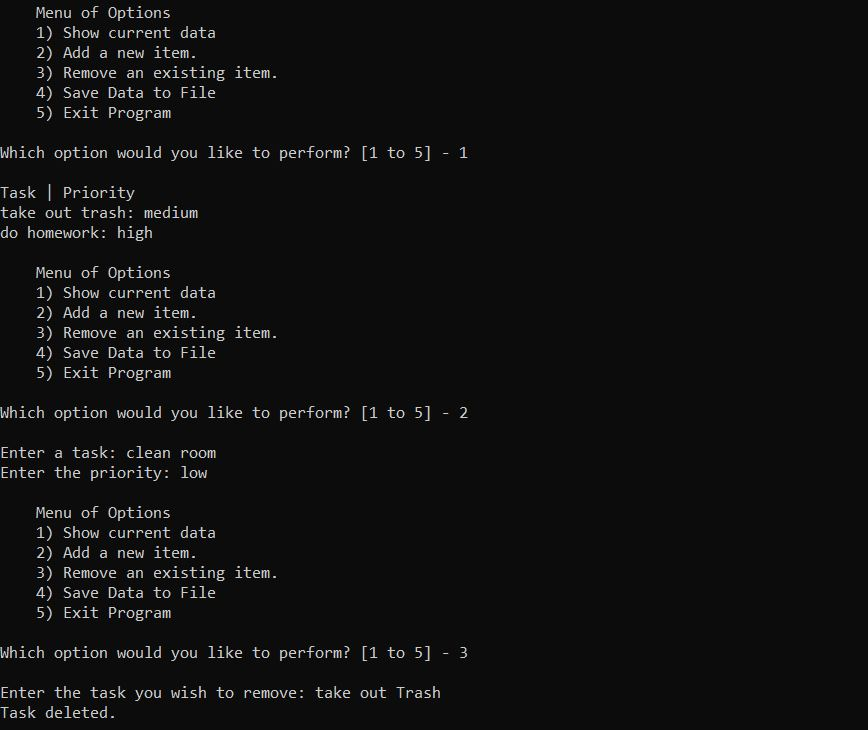 Menu of Options
1) Show current data
2) Add a new item.
3) Remove an existing item.
4) Save Data to File
5) Exit Program
Which option would you like to perform? [1 to 5] - 1
Task | Priority
take out trash: medium
do homework: high
Menu of Options
1) Show current data
2) Add a new item.
3) Remove an existing item.
4) Save Data to File
5) Exit Program
Which option would you like to perform? [1 to 5] - 2
Enter a task: clean room
Enter the priority: low
Menu of Options
1) Show current data
2) Add a new item.
3) Remove an existing item.
4) Save Data to File
5) Exit Program
Which option would you like to perform? [1 to 5] - 3
Enter the task you wish to remove: take out Trash
Task deleted.